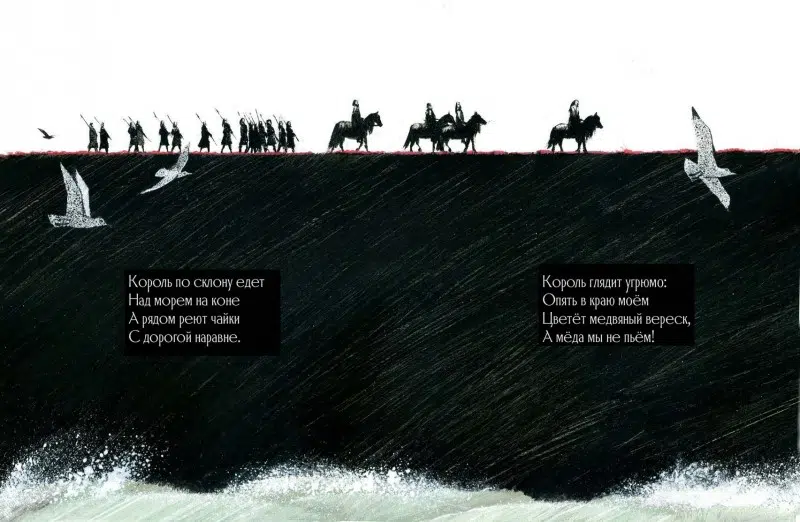 Король по склону едет
Над морем на коне
А рядом реют чайки
С дорогой наравне.
Король глядит угрюмо:
Опять в краю моём
Цветёт медвяный вереск,
А мёда мы не пьём!